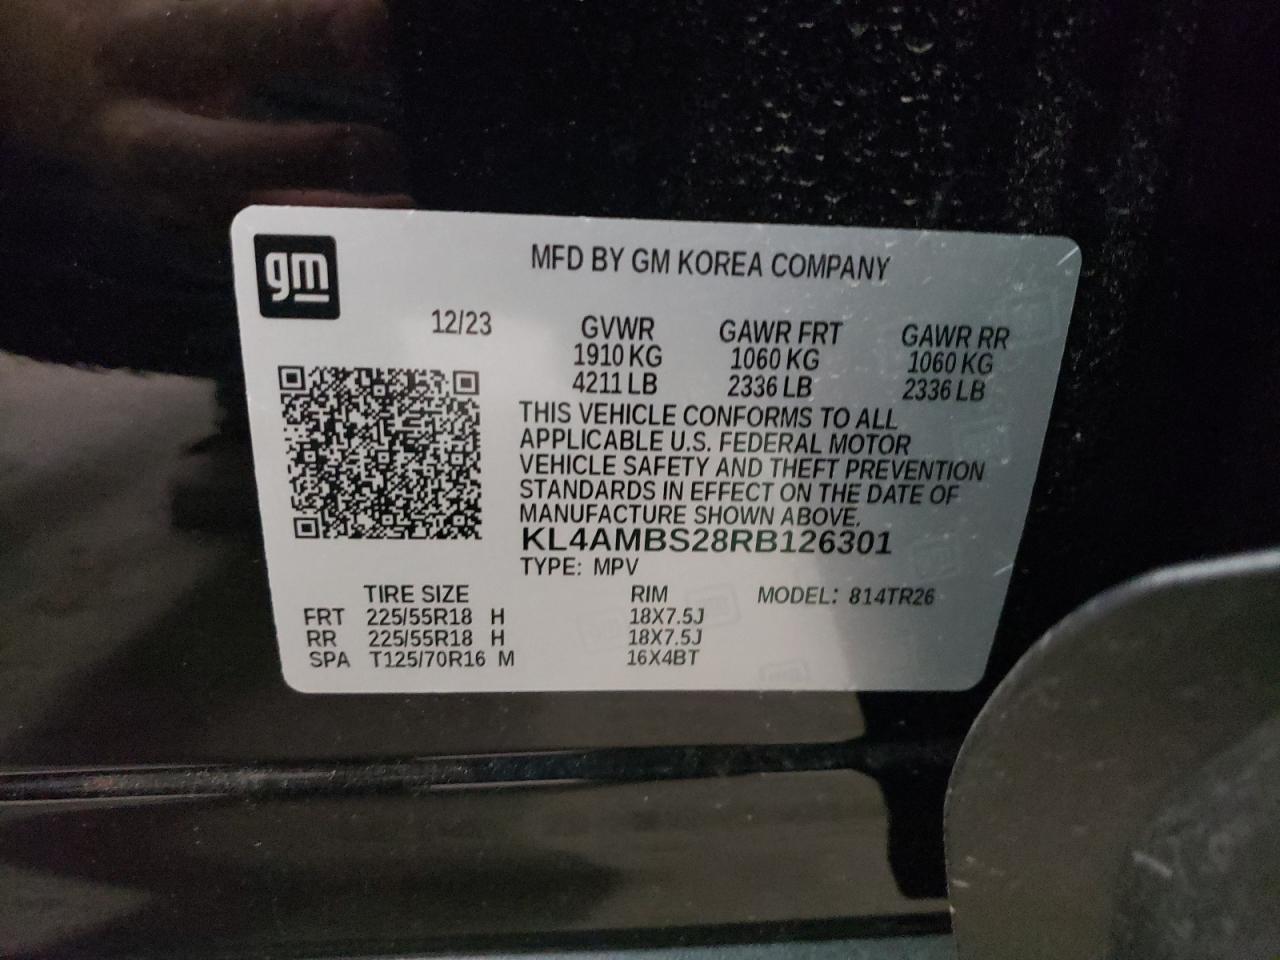 gm
MFD BY GM KOREA COMPANY
12/23 GVWR GAWR FRT GAWR RR
1910 KG 1060 KG 1060 KG
4211 LB 2336 LB 2336 LB
THIS VEHICLE CONFORMS TO ALL
APPLICABLE U.S. FEDERAL MOTOR
VEHICLE SAFETY AND THEFT PREVENTION
STANDARDS IN EFFECT ON THE DATE OF
MANUFACTURE SHOWN ABOVE.
KL4AMBS28RB126301
TYPE: MPV
TIRE SIZE RIM MODEL: 814TR26
FRT 225/55R18 H 18X7.5J
RR 225/55R18 H 18X7.5J
SPA T125/70R16 M 16X4BT